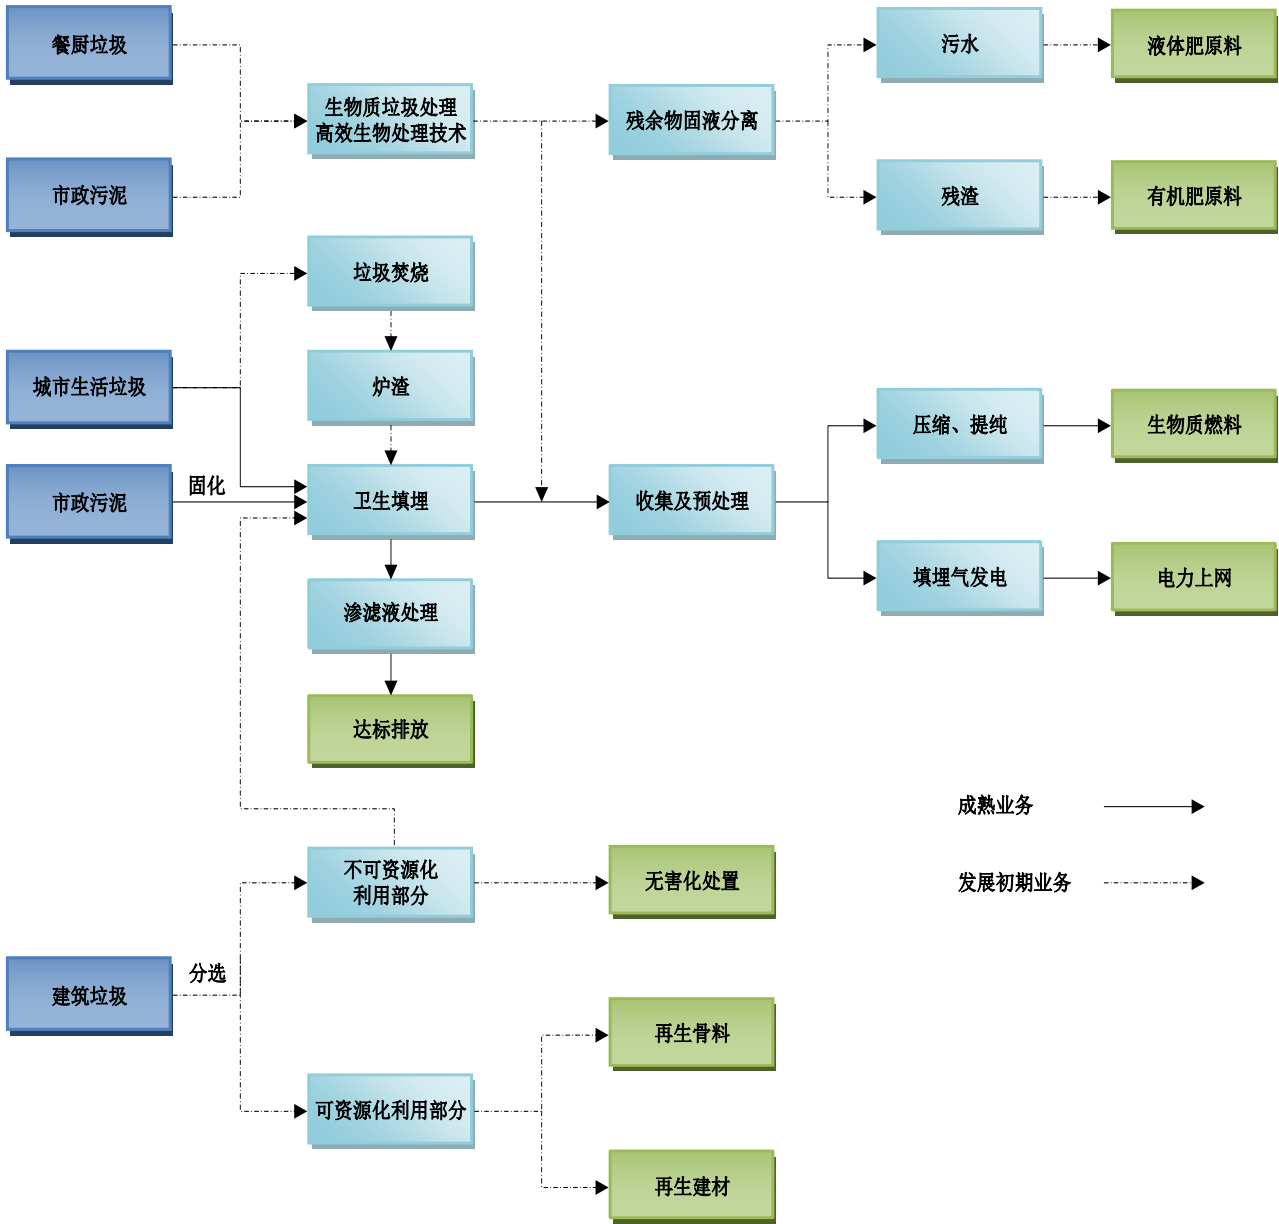 餐厨垃圾
生物质垃圾处理
高效生物处理技术
残余物固液分离
污水
液体肥原料
市政污泥
残渣
有机肥原料
垃圾焚烧
城市生活垃圾
炉渣
压缩、提纯
生物质燃料
市政污泥
固化
卫生填埋
收集及预处理
填埋气发电
电力上网
渗滤液处理
达标排放
成熟业务
发展初期业务
不可资源化
利用部分
无害化处置
建筑垃圾
分选
再生骨料
可资源化利用部分
再生建材